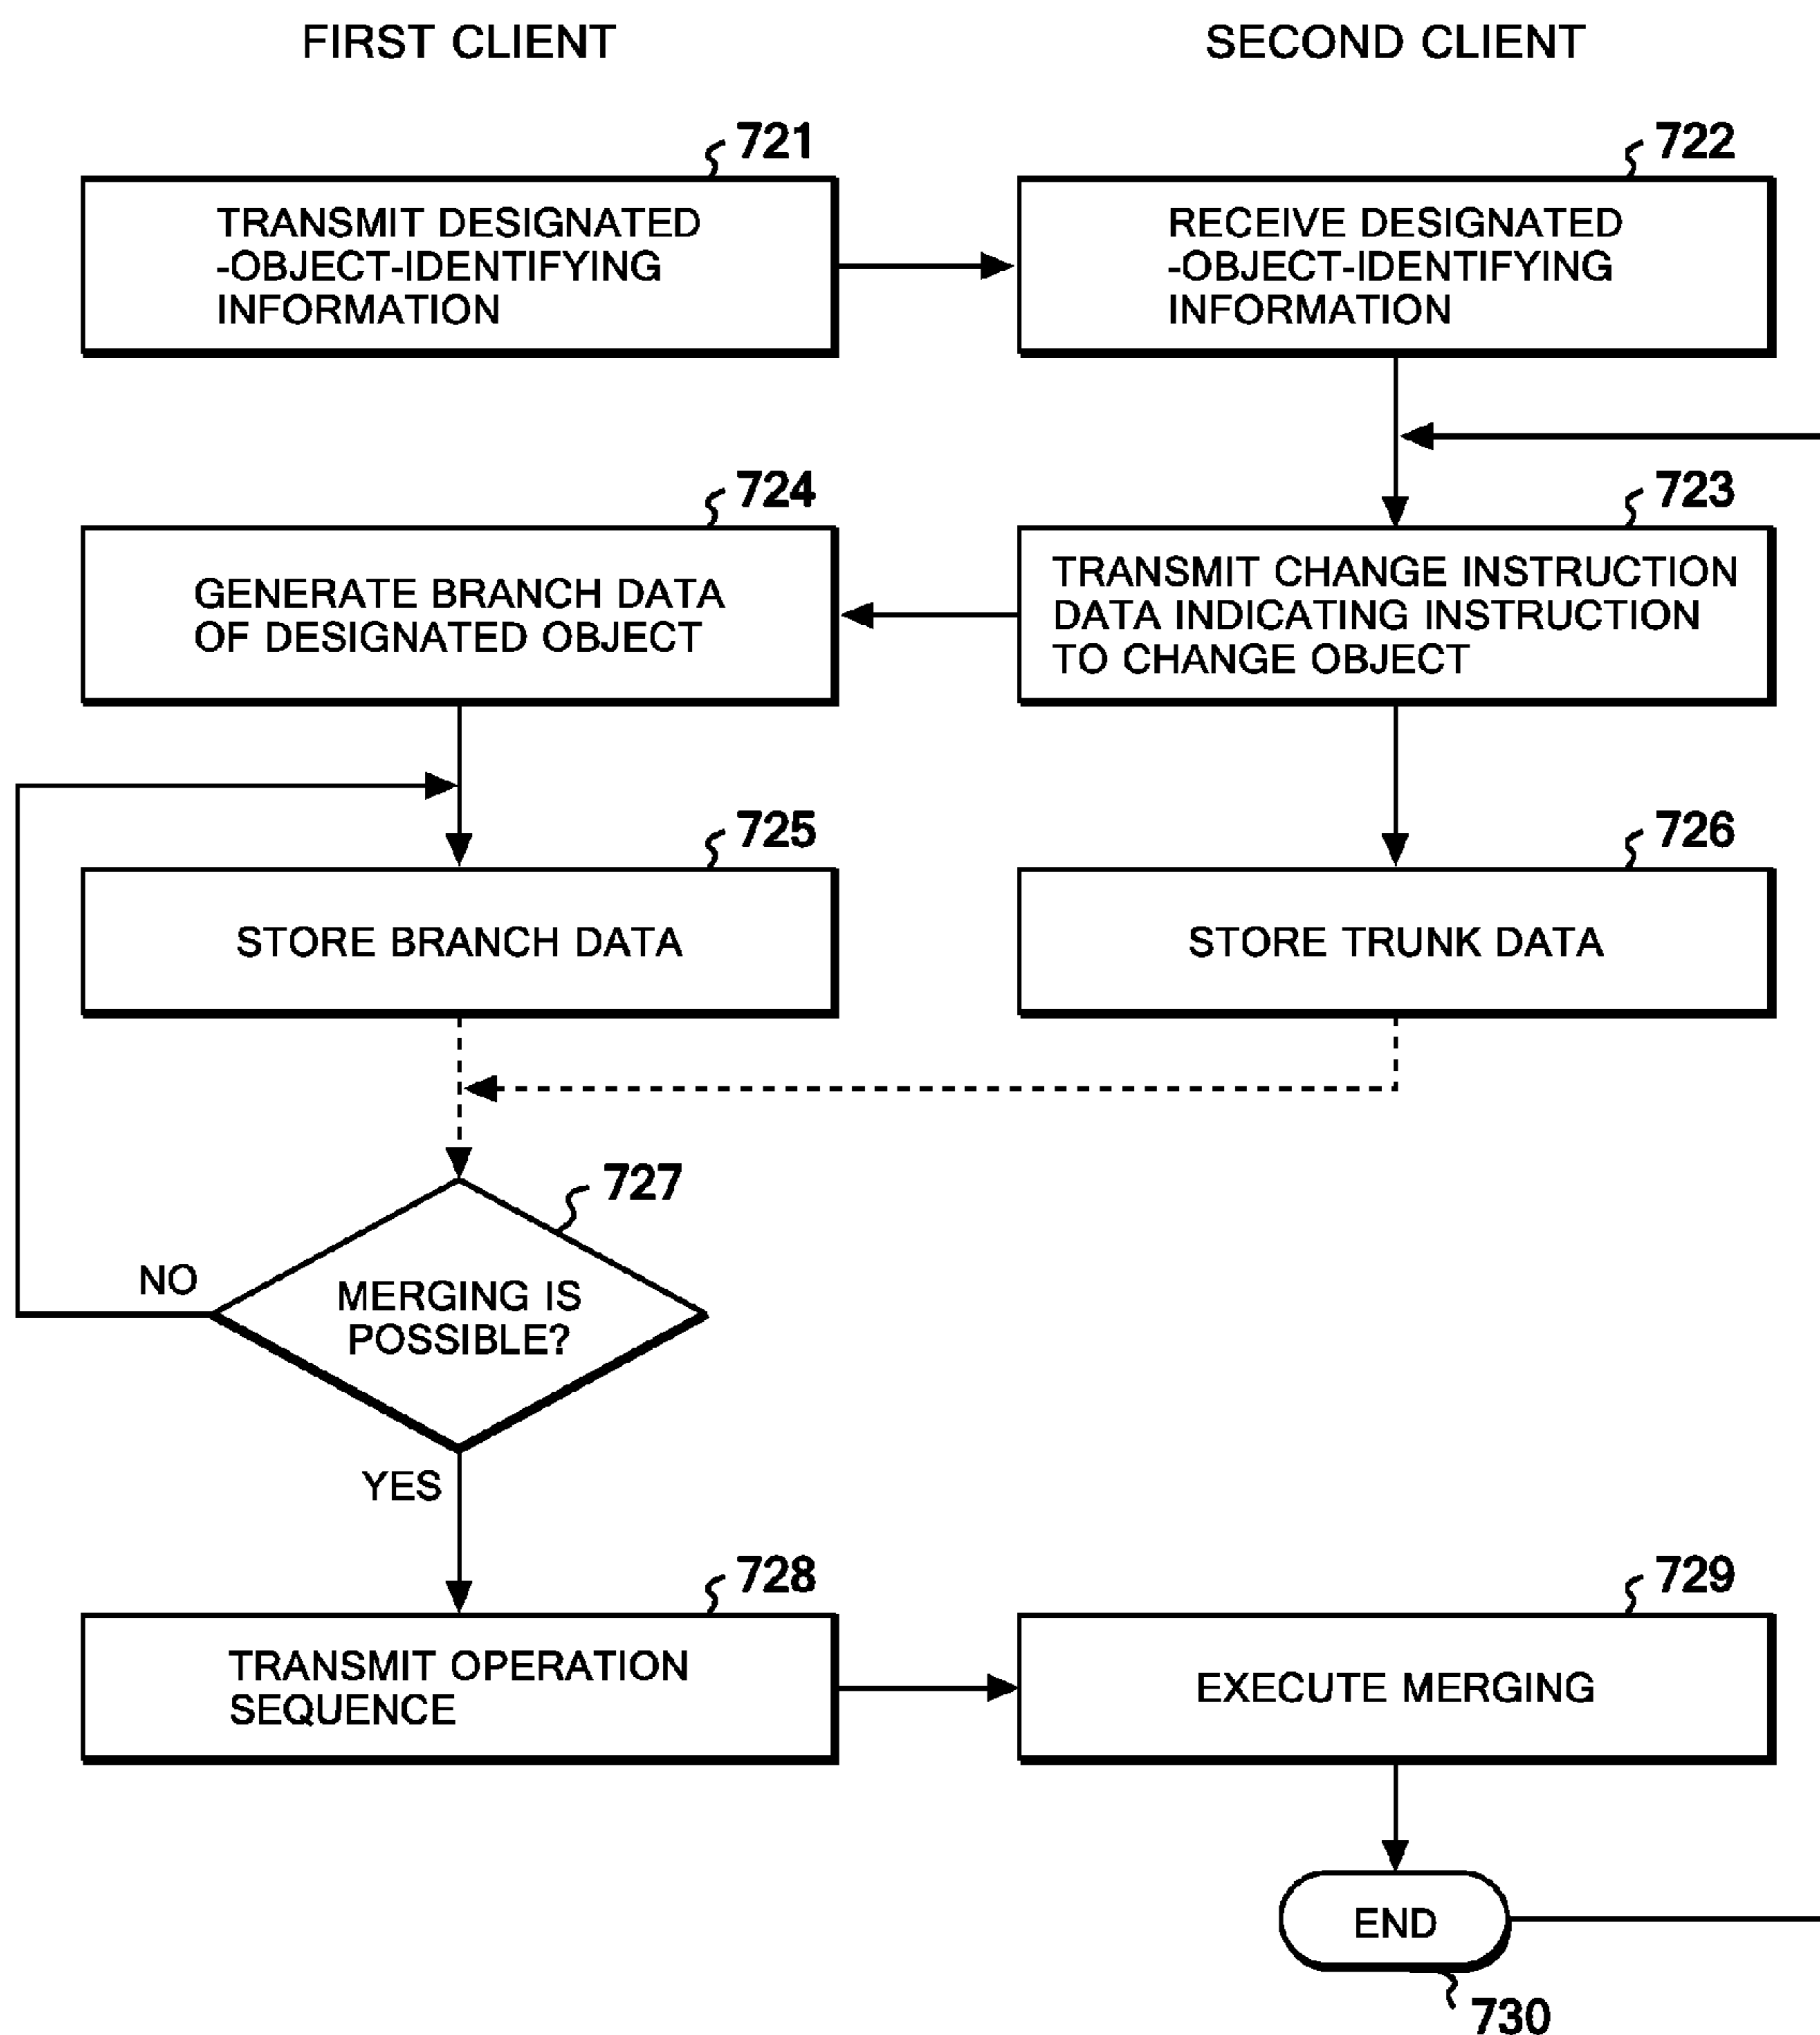 FIRST CLIENT
SECOND CLIENT
721
TRANSMIT DESIGNATED
-OBJECT-IDENTIFYING
INFORMATION
722
RECEIVE DESIGNATED
-OBJECT-IDENTIFYING
INFORMATION
724
GENERATE BRANCH DATA
OF DESIGNATED OBJECT
723
TRANSMIT CHANGE INSTRUCTION
DATA INDICATING INSTRUCTION
TO CHANGE OBJECT
725
STORE BRANCH DATA
726
STORE TRUNK DATA
727
NO
MERGING IS
POSSIBLE?
YES
728
TRANSMIT OPERATION
SEQUENCE
729
EXECUTE MERGING
END
730